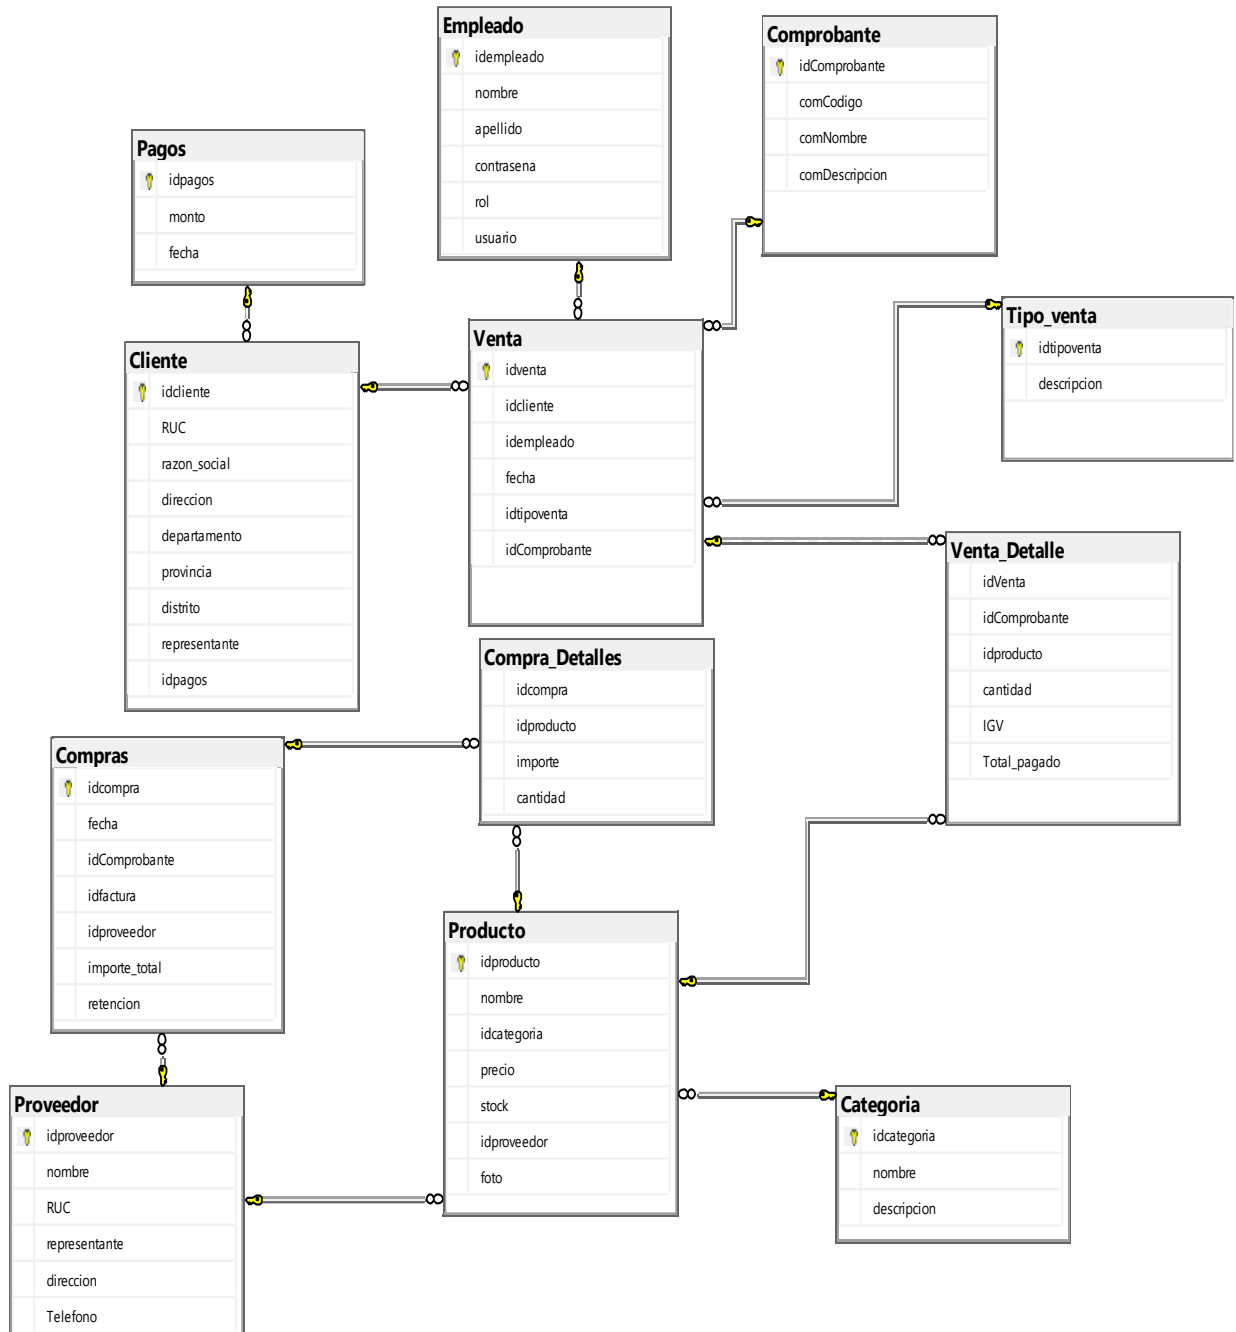 Empleado
idempleado
nombre
apellido
contrasena
rol
usuario
Comprobante
idComprobante
comCodigo
comNombre
comDescripcion
Pagos
idpagos
monto
fecha
Tipo_venta
idtipoventa
descripcion
Venta
idventa
idcliente
idempleado
fecha
idtipoventa
idComprobante
Cliente
idcliente
RUC
razon_social
direccion
departamento
provincia
distrito
representante
idpagos
Venta_Detalle
idVenta
idComprobante
idproducto
cantidad
IGV
Total_pagado
Compra_Detalles
idcompra
idproducto
importe
cantidad
Compras
idcompra
fecha
idComprobante
idfactura
idproveedor
importe_total
retencion
Producto
idproducto
nombre
idcategoria
precio
stock
idproveedor
foto
Proveedor
idproveedor
nombre
RUC
representante
direccion
Telefono
Categoria
idcategoria
nombre
descripcion